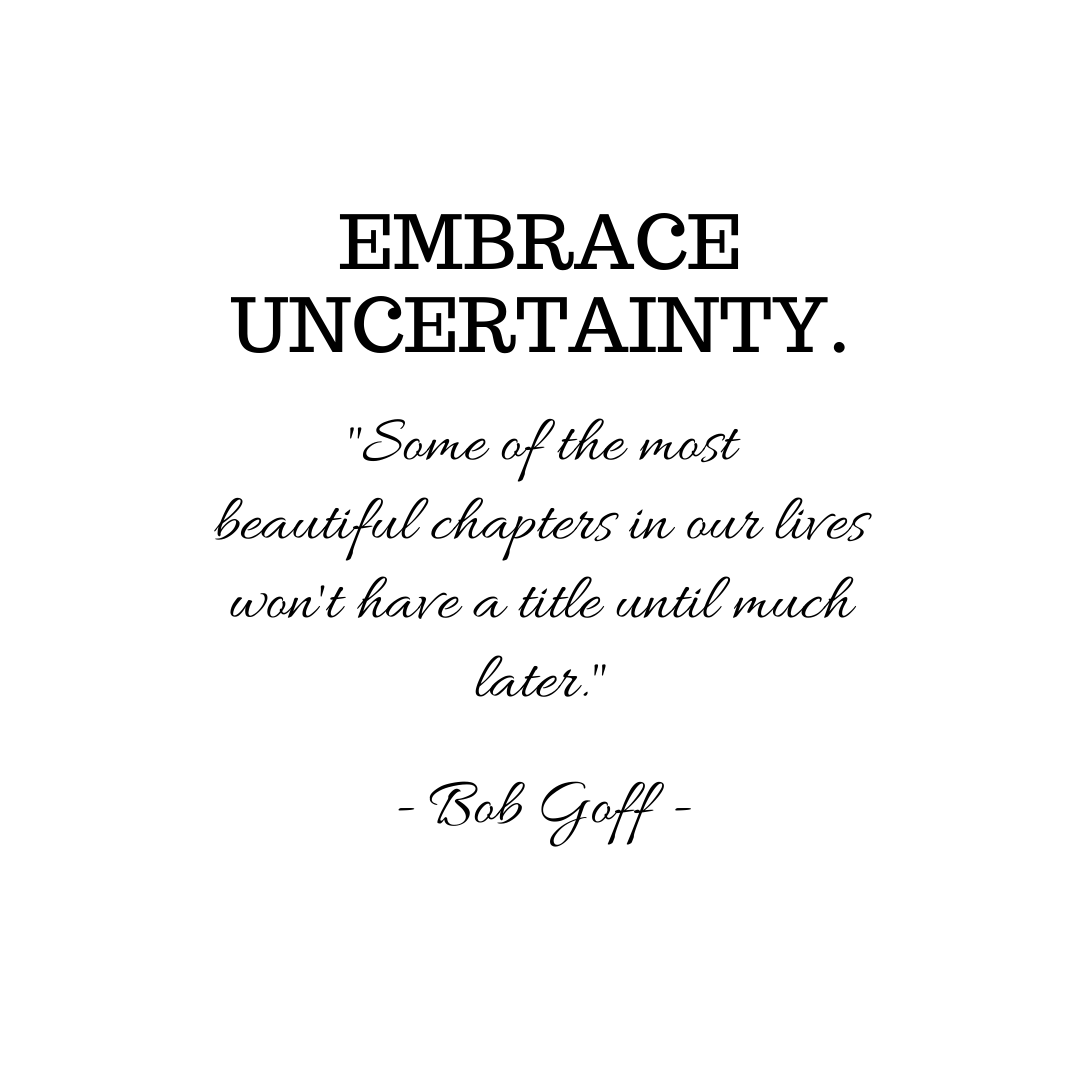 EMBRACE
UNCERTAINTY.
"Some of the most
beautiful chapters in our lives
won't have a title until much
later."
- Bob Goff -